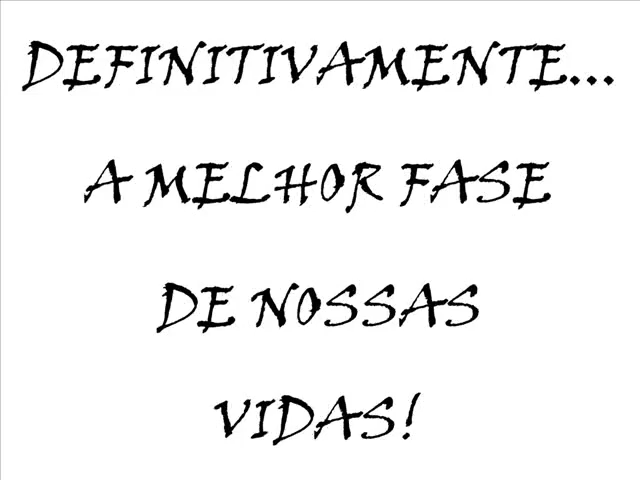 DEFINITIVAMENTE...
A MELHOR FASE
DE NOSSAS
VIDAS!